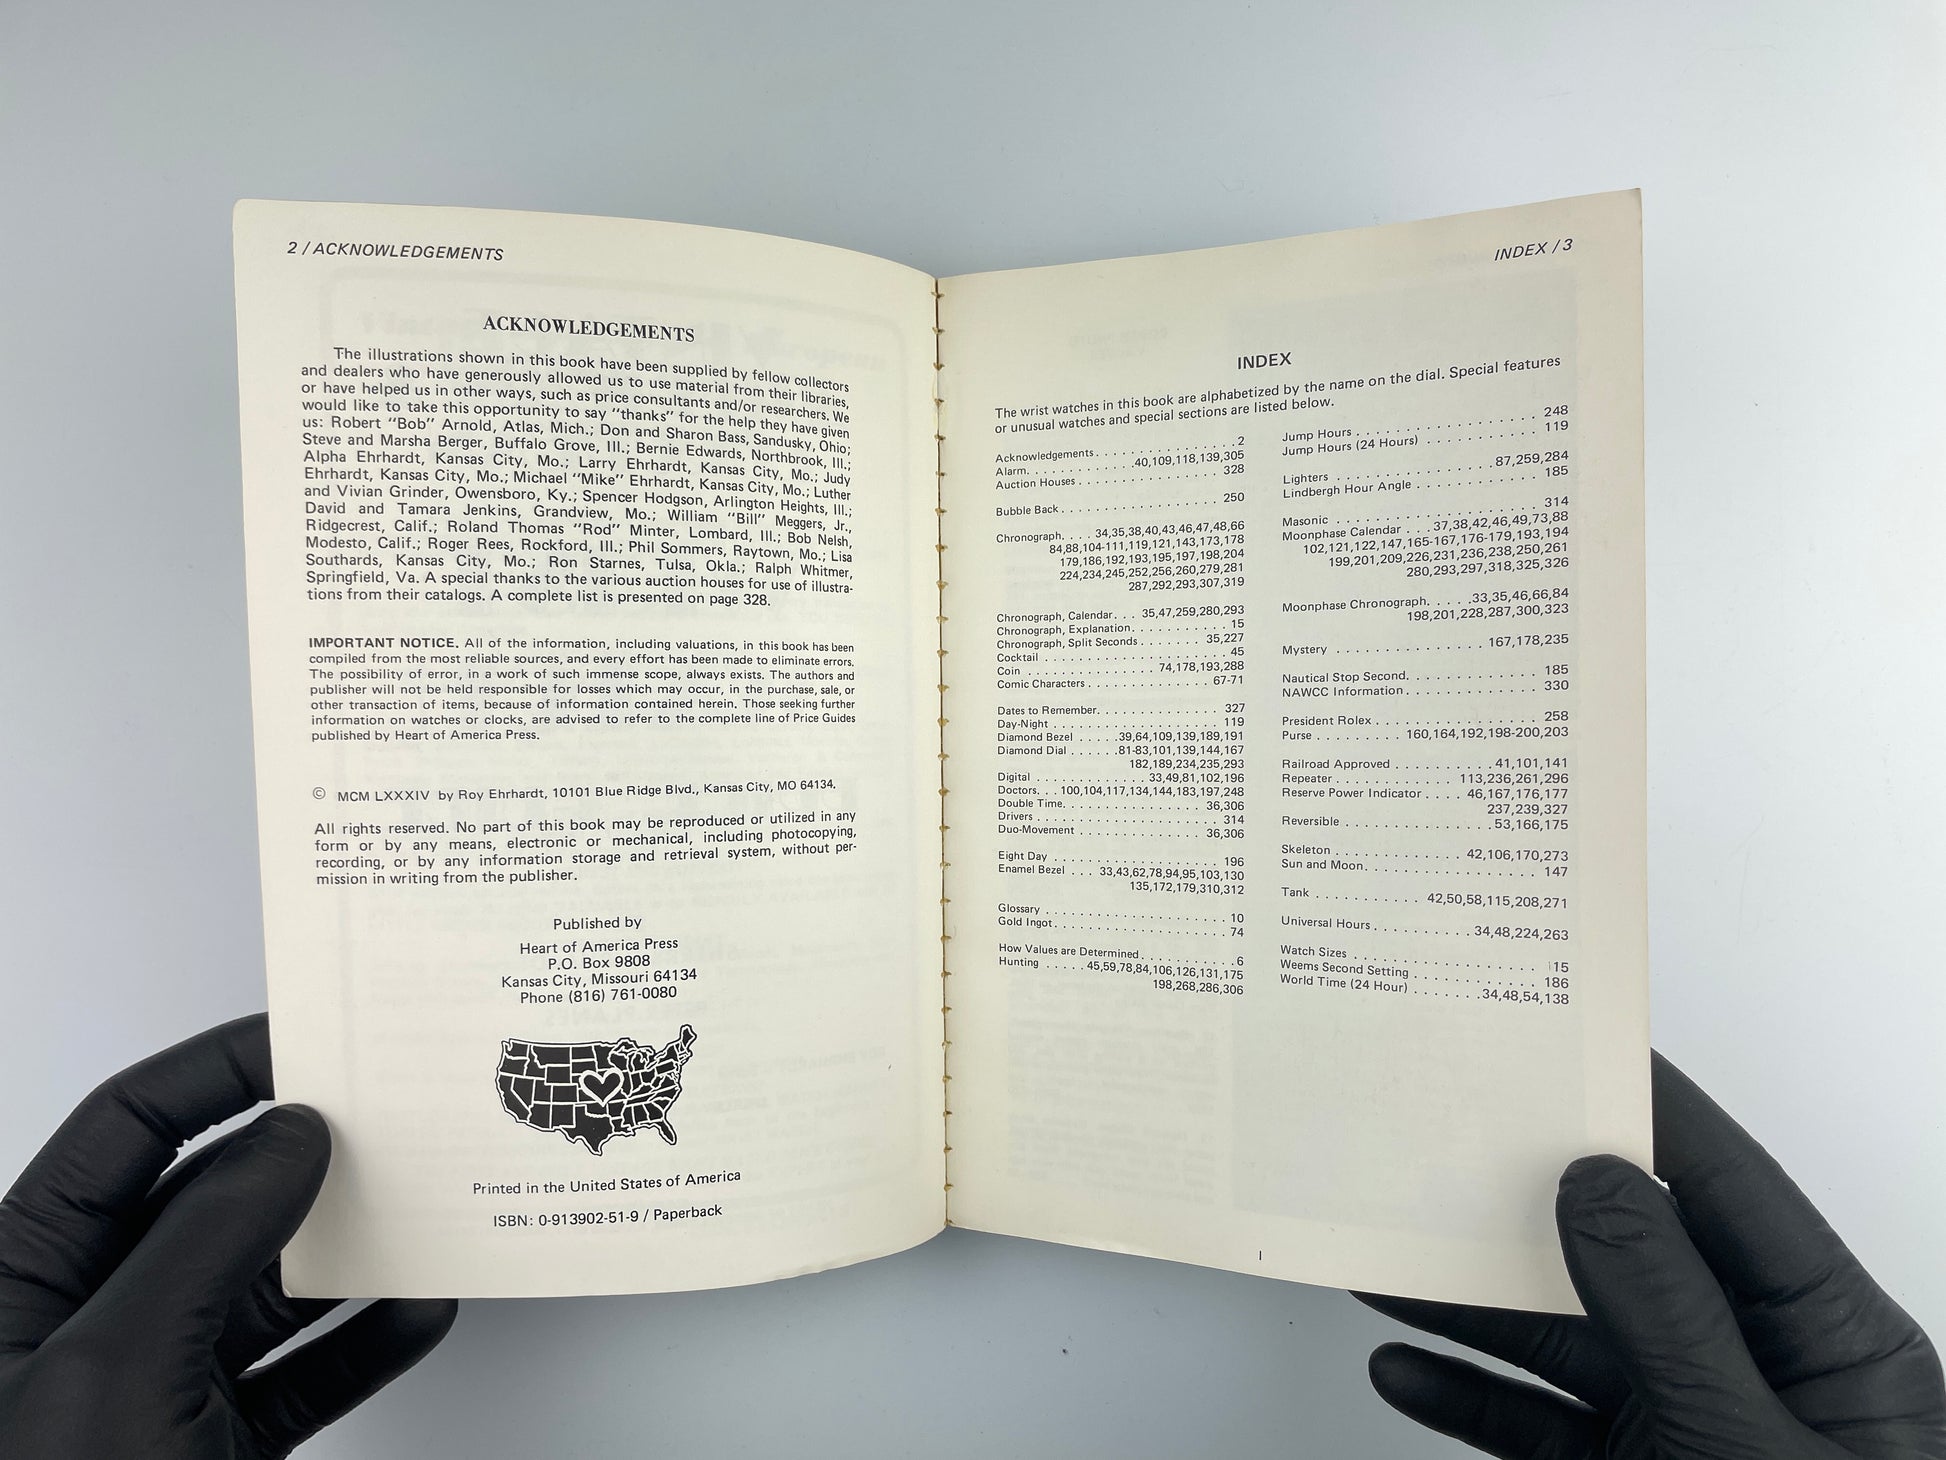 2 / ACKNOWLEDGEMENTS
ACKNOWLEDGEMENTS
The illustrations shown in this book have been supplied by fellow collectors
and dealers who have generously allowed us to use material from their libraries,
or have helped us in other ways, such as price consultants and/or researchers. We
would like to take this opportunity to say "thanks" for the help they have given
us: Robert "Bob" Arnold, Atlas, Mich.; Don and Sharon Bass, Sandusky, Ohio;
Steve and Marsha Berger, Buffalo Grove, Ill.; Bernie Edwards, Northbrook, Ill.;
Alpha Ehrhardt, Kansas City, Mo.; Larry Ehrhardt, Kansas City, Mo.; Judy
Ehrhardt, Kansas City, Mo.; Michael "Mike" Ehrhardt, Kansas City, Mo.; Luther
and Vivian Grinder, Owensboro, Ky.; Spencer Hodgson, Arlington Heights, Ill.;
David and Tamara Jenkins, Grandview, Mo.; William "Bill" Meggers, Jr.,
Ridgecrest, Calif.; Roland Thomas "Rod" Minter, Lombard, Ill.; Bob Nelsh,
Modesto, Calif.; Roger Rees, Rockford, Ill.; Phil Sommers, Raytown, Mo.; Lisa
Southards, Kansas City, Mo.; Ron Starnes, Tulsa, Okla.; Ralph Whitmer,
Springfield, Va. A special thanks to the various auction houses for use of illustra-
tions from their catalogs. A complete list is presented on page 328.
IMPORTANT NOTICE. All of the information, including valuations, in this book has been
compiled from the most reliable sources, and every effort has been made to eliminate errors.
The possibility of error, in a work of such immense scope, always exists. The authors and
publisher will not be held responsible for losses which may occur, in the purchase, sale, or
other transaction of items, because of information contained herein. Those seeking further
information on watches or clocks, are advised to refer to the complete line of Price Guides
published by Heart of America Press.
© MCM LXXXIV by Roy Ehrhardt, 10101 Blue Ridge Blvd., Kansas City, MO 64134.
All rights reserved. No part of this book may be reproduced or utilized in any
form or by any means, electronic or mechanical, including photocopying,
recording, or by any information storage and retrieval system, without per-
mission in writing from the publisher.
Published by
Heart of America Press
P.O. Box 9808
Kansas City, Missouri 64134
Phone (816) 761-0080
Printed in the United States of America
ISBN: 0-913902-51-9 / Paperback
INDEX / 3
INDEX
The wrist watches in this book are alphabetized by the name on the dial. Special features
or unusual watches and special sections are listed below.
Acknowledgements. . . . . . . . . . . . . . 2
Alarm. . . . . . . . . . . .40,109,118,139,305
Auction Houses . . . . . . . . . . . . . . 328
Bubble Back . . . . . . . . . . . . . . . . 250
Chronograph. . . . . 34,35,38,40,43,46,47,48,66
84,88,104-111,119,121,143,173,178
179,186,192,193,195,197,198,204
224,234,245,252,256,260,279,281
287,292,293,307,319
Chronograph, Calendar. . . 35,47,259,280,293
Chronograph, Explanation. . . . . . . . . . 15
Chronograph, Split Seconds . . . . . . . 35,227
Cocktail . . . . . . . . . . . . . . . . . . 45
Coin . . . . . . . . . . . . . 74,178,193,288
Comic Characters . . . . . . . . . . . . 67-71
Dates to Remember. . . . . . . . . . . . . 327
Day-Night . . . . . . . . . . . . . . . . . 119
Diamond Bezel . . . . .39,64,109,139,189,191
Diamond Dial . . . . . .81-83,101,139,144,167
182,189,234,235,293
Digital . . . . . . . . . . . . 33,49,81,102,196
Doctors. . . 100,104,117,134,144,183,197,248
Double Time. . . . . . . . . . . . . . . 36,306
Drivers . . . . . . . . . . . . . . . . . . 314
Duo-Movement . . . . . . . . . . . . . 36,306
Eight Day . . . . . . . . . . . . . . . . . 196
Enamel Bezel . . . 33,43,62,78,94,95,103,130
135,172,179,310,312
Glossary . . . . . . . . . . . . . . . . . . 10
Gold Ingot. . . . . . . . . . . . . . . . . . 74
How Values are Determined . . . . . . . . . . 6
Hunting . . . . . 45,59,78,84,106,126,131,175
198,268,286,306
Jump Hours . . . . . . . . . . . . . . . . . 248
Jump Hours (24 Hours) . . . . . . . . . . . 119
Lighters . . . . . . . . . . . . . . . 87,259,284
Lindbergh Hour Angle . . . . . . . . . . . . 185
Masonic . . . . . . . . . . . . . . . . . . 314
Moonphase Calendar . . . 37,38,42,46,49,73,88
102,121,122,147,165-167,176-179,193,194
199,201,209,226,231,236,238,250,261
280,293,297,318,325,326
Moonphase Chronograph. . . . . .33,35,46,66,84
198,201,228,287,300,323
Mystery . . . . . . . . . . . . . 167,178,235
Nautical Stop Second. . . . . . . . . . . . . 185
NAWCC Information . . . . . . . . . . . . . 330
President Rolex . . . . . . . . . . . . . . . 258
Purse . . . . . . . . . 160,164,192,198-200,203
Railroad Approved . . . . . . . . . .41,101,141
Repeater . . . . . . . . . . . . 113,236,261,296
Reserve Power Indicator . . . . 46,167,176,177
237,239,327
Reversible . . . . . . . . . . . . . .53,166,175
Skeleton . . . . . . . . . . . . . 42,106,170,273
Sun and Moon. . . . . . . . . . . . . . . . 147
Tank . . . . . . . . . . . 42,50,58,115,208,271
Universal Hours. . . . . . . . . . 34,48,224,263
Watch Sizes . . . . . . . . . . . . . . . . . 15
Weems Second Setting . . . . . . . . . . . . 186
World Time (24 Hour) . . . . . . .34,48,54,138